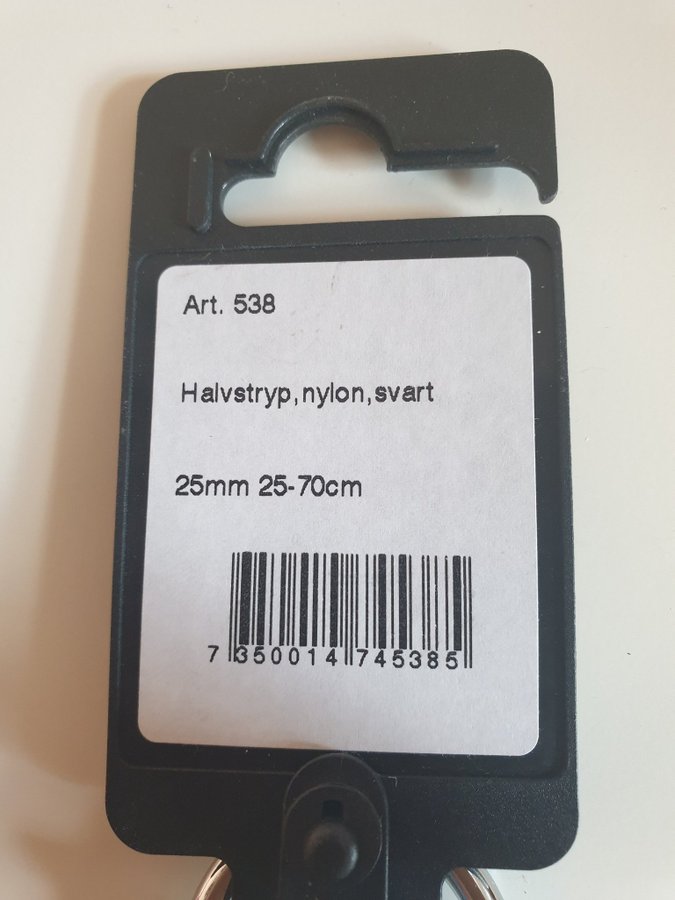 Art. 538
Halvstryp,nylon,svart
25mm 25-70cm
7 350014 745385